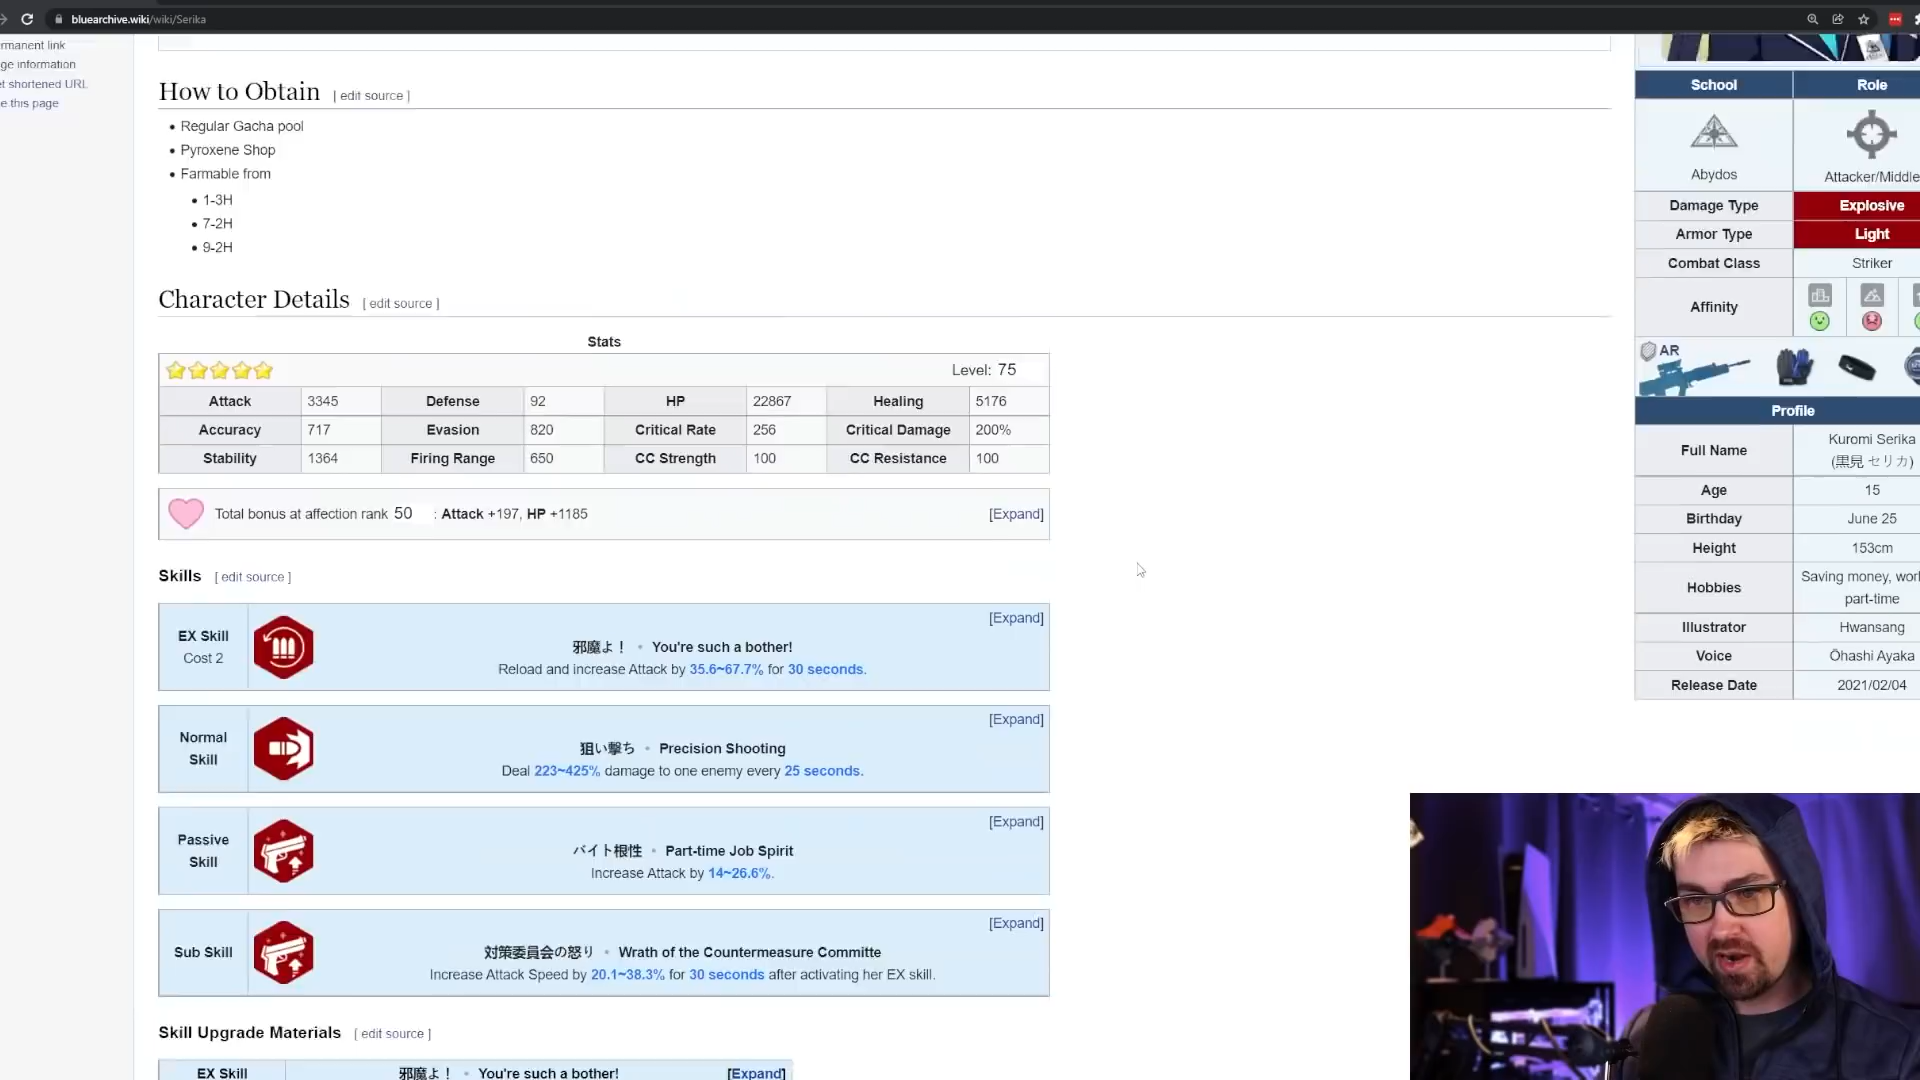 bluearchive.wiki/wiki/Serika
rmanent link
ge information
et shortened URL
e this page
How to Obtain [ edit source ]
Regular Gacha pool
Pyroxene Shop
Farmable from
1-3H
7-2H
9-2H
Character Details [ edit source ]
Stats
Level: 75
Attack 3345 Defense 92 HP 22867 Healing 5176
Accuracy 717 Evasion 820 Critical Rate 256 Critical Damage 200%
Stability 1364 Firing Range 650 CC Strength 100 CC Resistance 100
Total bonus at affection rank 50 : Attack +197, HP +1185 [Expand]
Skills [ edit source ]
[Expand]
EX Skill
Cost 2
邪魔よ！ • You're such a bother!
Reload and increase Attack by 35.6~67.7% for 30 seconds.
[Expand]
Normal
Skill
狙い撃ち • Precision Shooting
Deal 223~425% damage to one enemy every 25 seconds.
[Expand]
Passive
Skill
バイト根性 • Part-time Job Spirit
Increase Attack by 14~26.6%.
[Expand]
Sub Skill
対策委員会の怒り • Wrath of the Countermeasure Committe
Increase Attack Speed by 20.1~38.3% for 30 seconds after activating her EX skill.
Skill Upgrade Materials [ edit source ]
EX Skill 邪魔よ！ • You're such a bother! [Expand]
School Role
Abydos Attacker/Middle
Damage Type Explosive
Armor Type Light
Combat Class Striker
Affinity
AR
Profile
Full Name Kuromi Serika
(黒見 セリカ)
Age 15
Birthday June 25
Height 153cm
Hobbies Saving money, worl
part-time
Illustrator Hwansang
Voice Ōhashi Ayaka
Release Date 2021/02/04